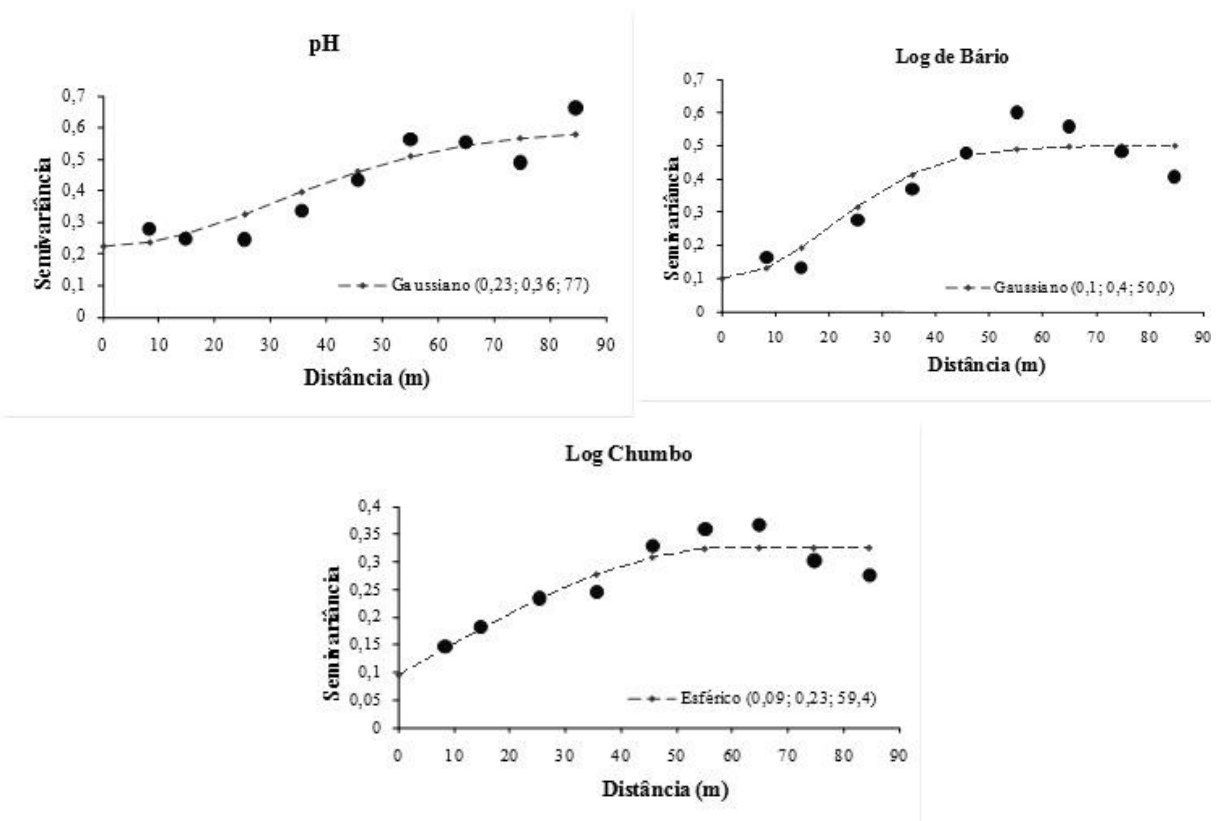 pH
Semivariância
0,7
0,6
0,5
0,4
0,3
0,2
0,1
0
Gaussiano (0,23; 0,36; 77)
0 10 20 30 40 50 60 70 80 90
Distância (m)
Log de Bário
Semivariância
0,7
0,6
0,5
0,4
0,3
0,2
0,1
0
Gaussiano (0,1; 0,4; 50,0)
0 10 20 30 40 50 60 70 80 90
Distância (m)
Log Chumbo
Semivariância
0,4
0,35
0,3
0,25
0,2
0,15
0,1
0,05
0
Esférico (0,09; 0,23; 59,4)
0 10 20 30 40 50 60 70 80 90
Distância (m)